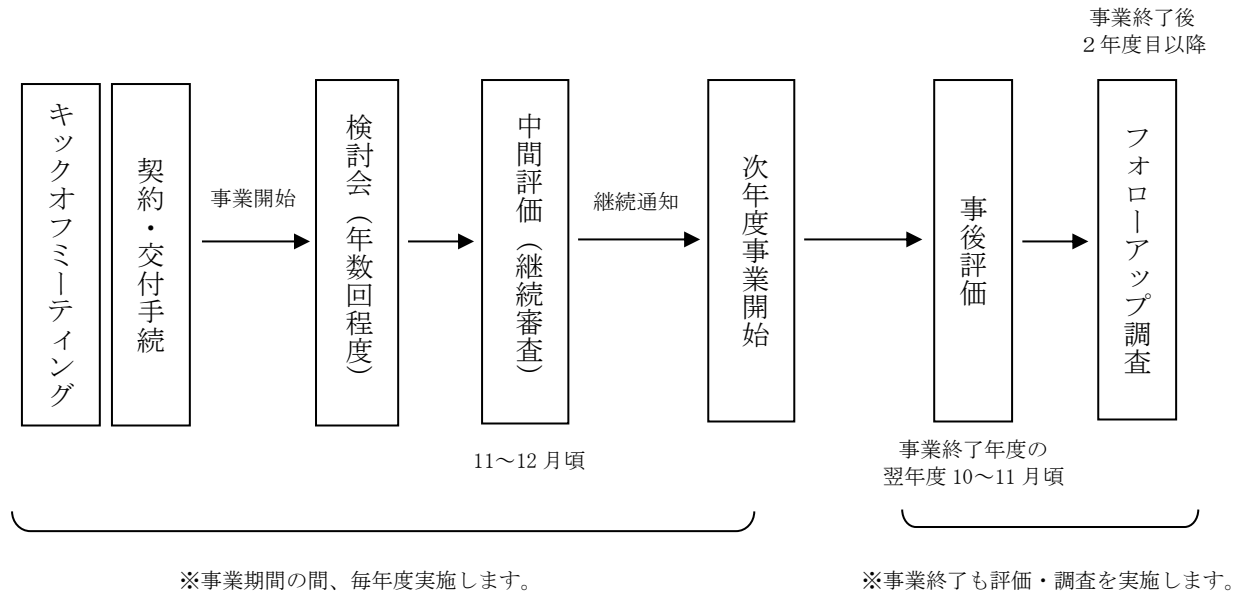 事業終了後
２年度目以降
キックオフミーティング
契約・交付手続
事業開始
検討会（年数回程度）
中間評価（継続審査）
継続通知
次年度事業開始
事後評価
フォローアップ調査
11～12 月頃
事業終了年度の
翌年度 10～11 月頃
※事業期間の間、毎年度実施します。
※事業終了も評価・調査を実施します。